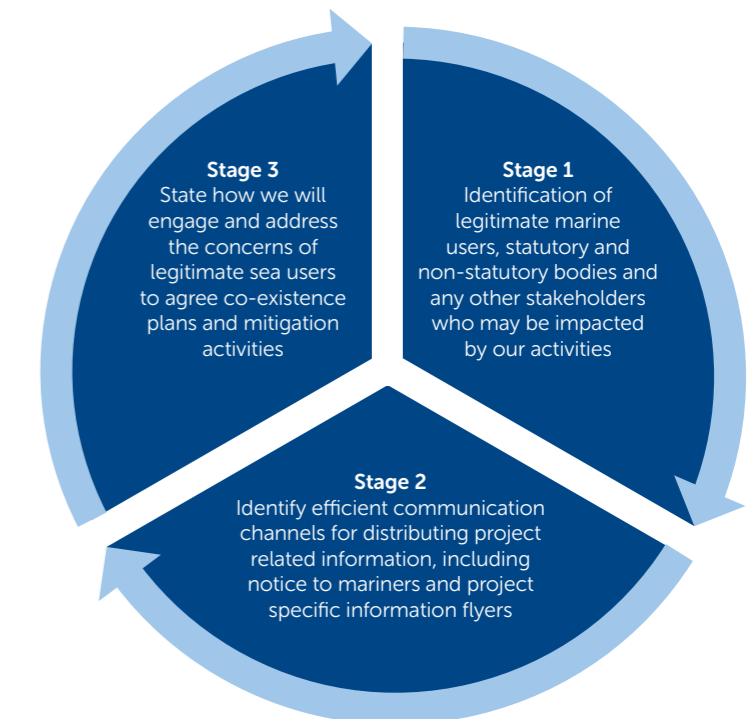 Stage 1
Identification of
legitimate marine
users, statutory and
non-statutory bodies and
any other stakeholders
who may be impacted
by our activities
Stage 2
Identify efficient communication
channels for distributing project
related information, including
notice to mariners and project
specific information flyers
Stage 3
State how we will
engage and address
the concerns of
legitimate sea users
to agree co-existence
plans and mitigation
activities